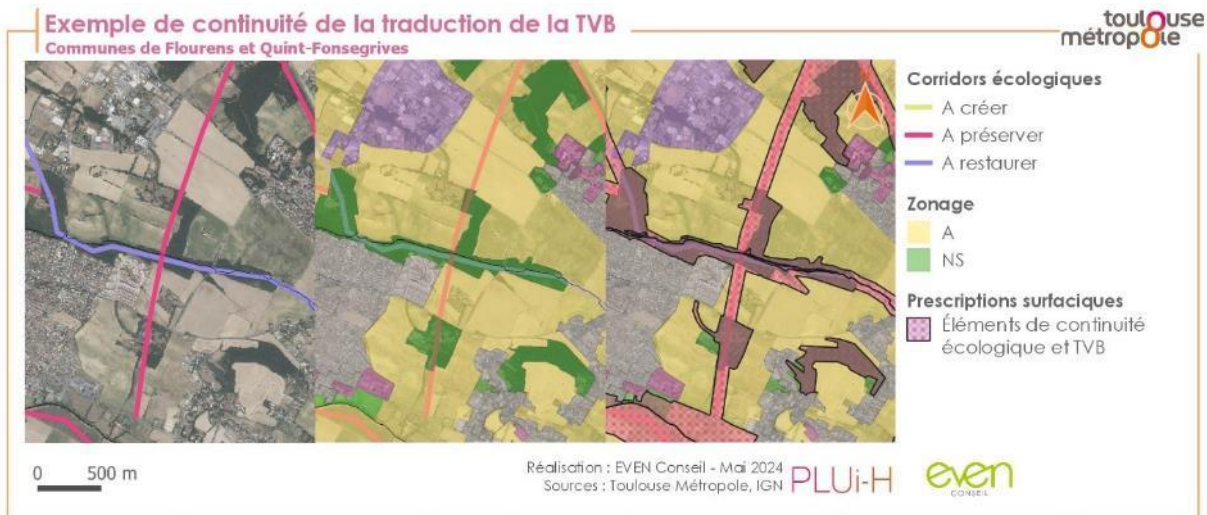 Exemple de continuité de la traduction de la TVB
Communes de Flourens et Quint-Fonsegrives
toulouse
métropole
Corridors écologiques
A créer
A préserver
A restaurer
Zonage
A
NS
Prescriptions surfaciques
Éléments de continuité
écologique et TVB
0 500 m
Réalisation : EVEN Conseil - Mai 2024
Sources : Toulouse Métropole, IGN
PLUi-H
even
CONSEIL